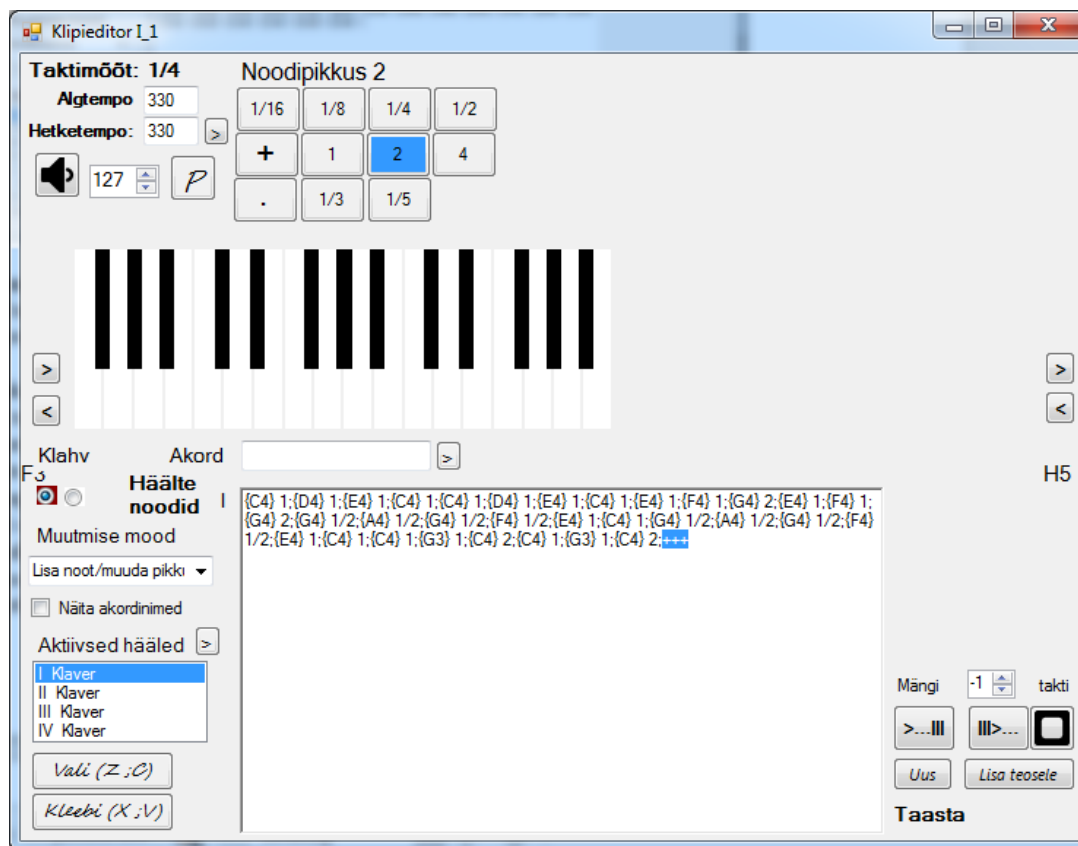 Klipieditor I_1
Taktimõõt: 1/4
Noodipikkus 2
Algtempo 330
Hetketempo: 330 >
127 P
1/16 1/8 1/4 1/2
+ 1 2 4
. 1/3 1/5
> >
< <
Klahv Akord >
F3 H5
Häälte noodid I
{C4} 1;{D4} 1;{E4} 1;{C4} 1;{C4} 1;{D4} 1;{E4} 1;{C4} 1;{E4} 1;{F4} 1;{G4} 2;{E4} 1;{F4} 1;
{G4} 2;{G4} 1/2;{A4} 1/2;{G4} 1/2;{F4} 1/2;{E4} 1;{C4} 1;{G4} 1/2;{A4} 1/2;{G4} 1/2;{F4}
1/2;{E4} 1;{C4} 1;{C4} 1;{G3} 1;{C4} 2;{C4} 1;{G3} 1;{C4} 2;+++
Muutmise mood
Lisa noot/muuda pikku
Näita akordinimed
Aktiivsed hääled >
I Klaver
II Klaver
III Klaver
IV Klaver
Vali (Z ;C)
Kleebi (X ;V)
Mängi -1 takti
>...III III>...
Uus Lisa teosele
Taasta